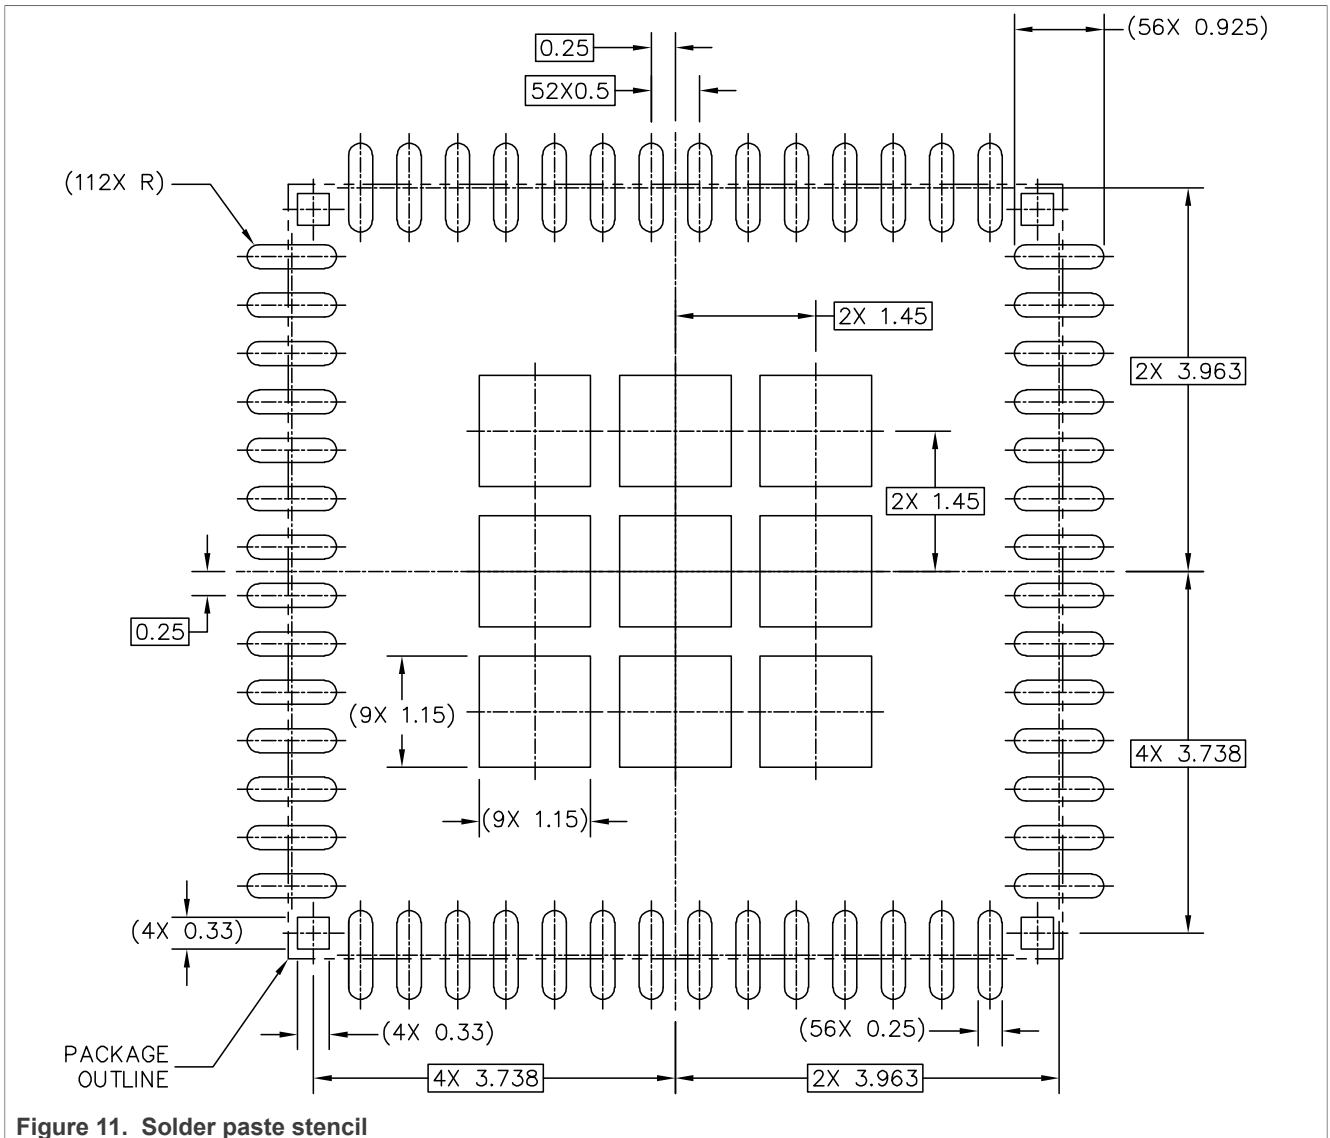 (56X 0.925)
0.25
52X0.5
(112X R)
2X 1.45
2X 3.963
2X 1.45
0.25
(9X 1.15)
4X 3.738
(9X 1.15)
(4X 0.33)
(4X 0.33)
(56X 0.25)
PACKAGE
OUTLINE
4X 3.738
2X 3.963
Figure 11. Solder paste stencil